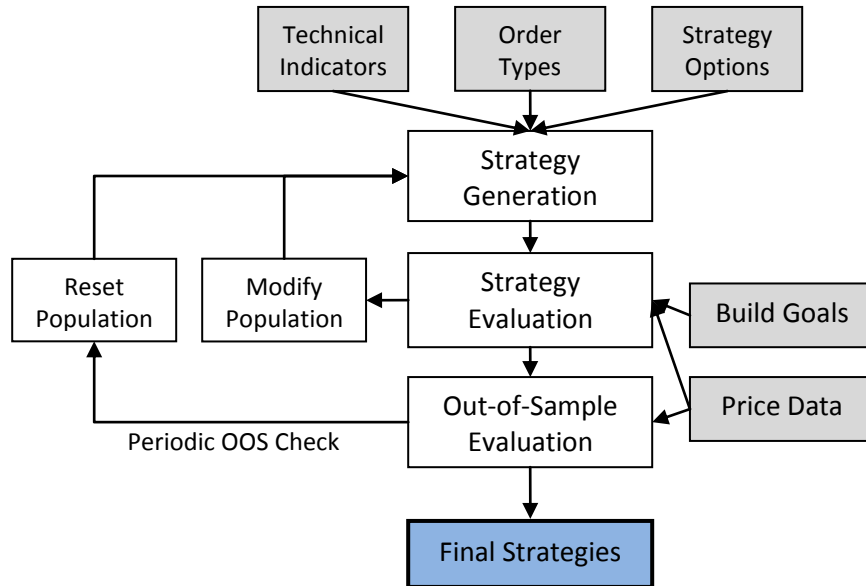 Technical
Indicators
Order
Types
Strategy
Options
Strategy
Generation
Reset
Population
Modify
Population
Strategy
Evaluation
Build Goals
Out-of-Sample
Evaluation
Price Data
Periodic OOS Check
Final Strategies